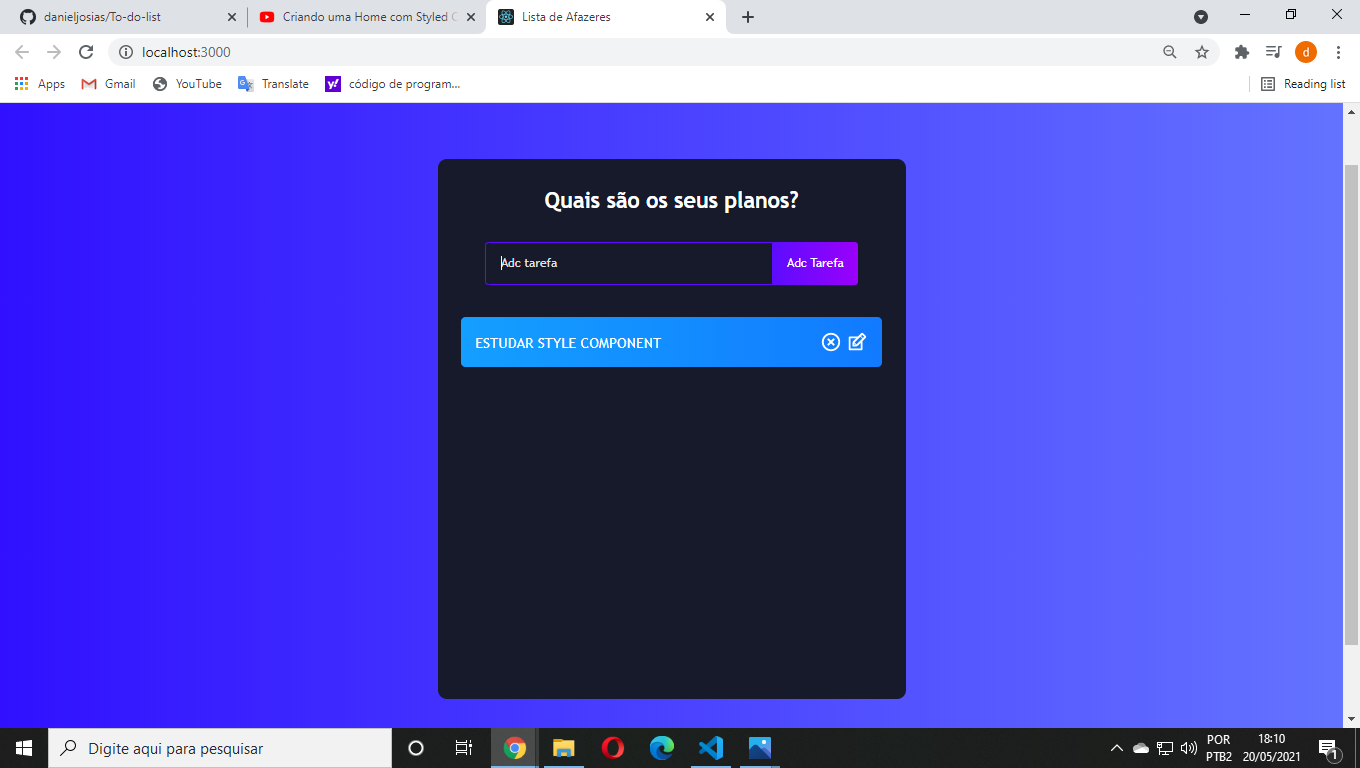 danieljosias/To-do-list
Criando uma Home com Styled C
Lista de Afazeres
localhost:3000
Apps
Gmail
YouTube
Translate
código de program...
Reading list
Quais são os seus planos?
Adc tarefa
Adc Tarefa
ESTUDAR STYLE COMPONENT
Digite aqui para pesquisar
POR
PTB2
18:10
20/05/2021
1